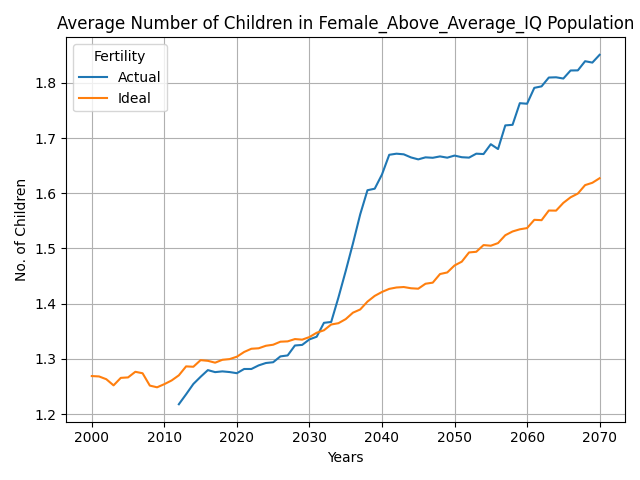 Average Number of Children in Female_Above_Average_IQ Population
Fertility
Actual
Ideal
No. of Children
1.8
1.7
1.6
1.5
1.4
1.3
1.2
2000 2010 2020 2030 2040 2050 2060 2070
Years